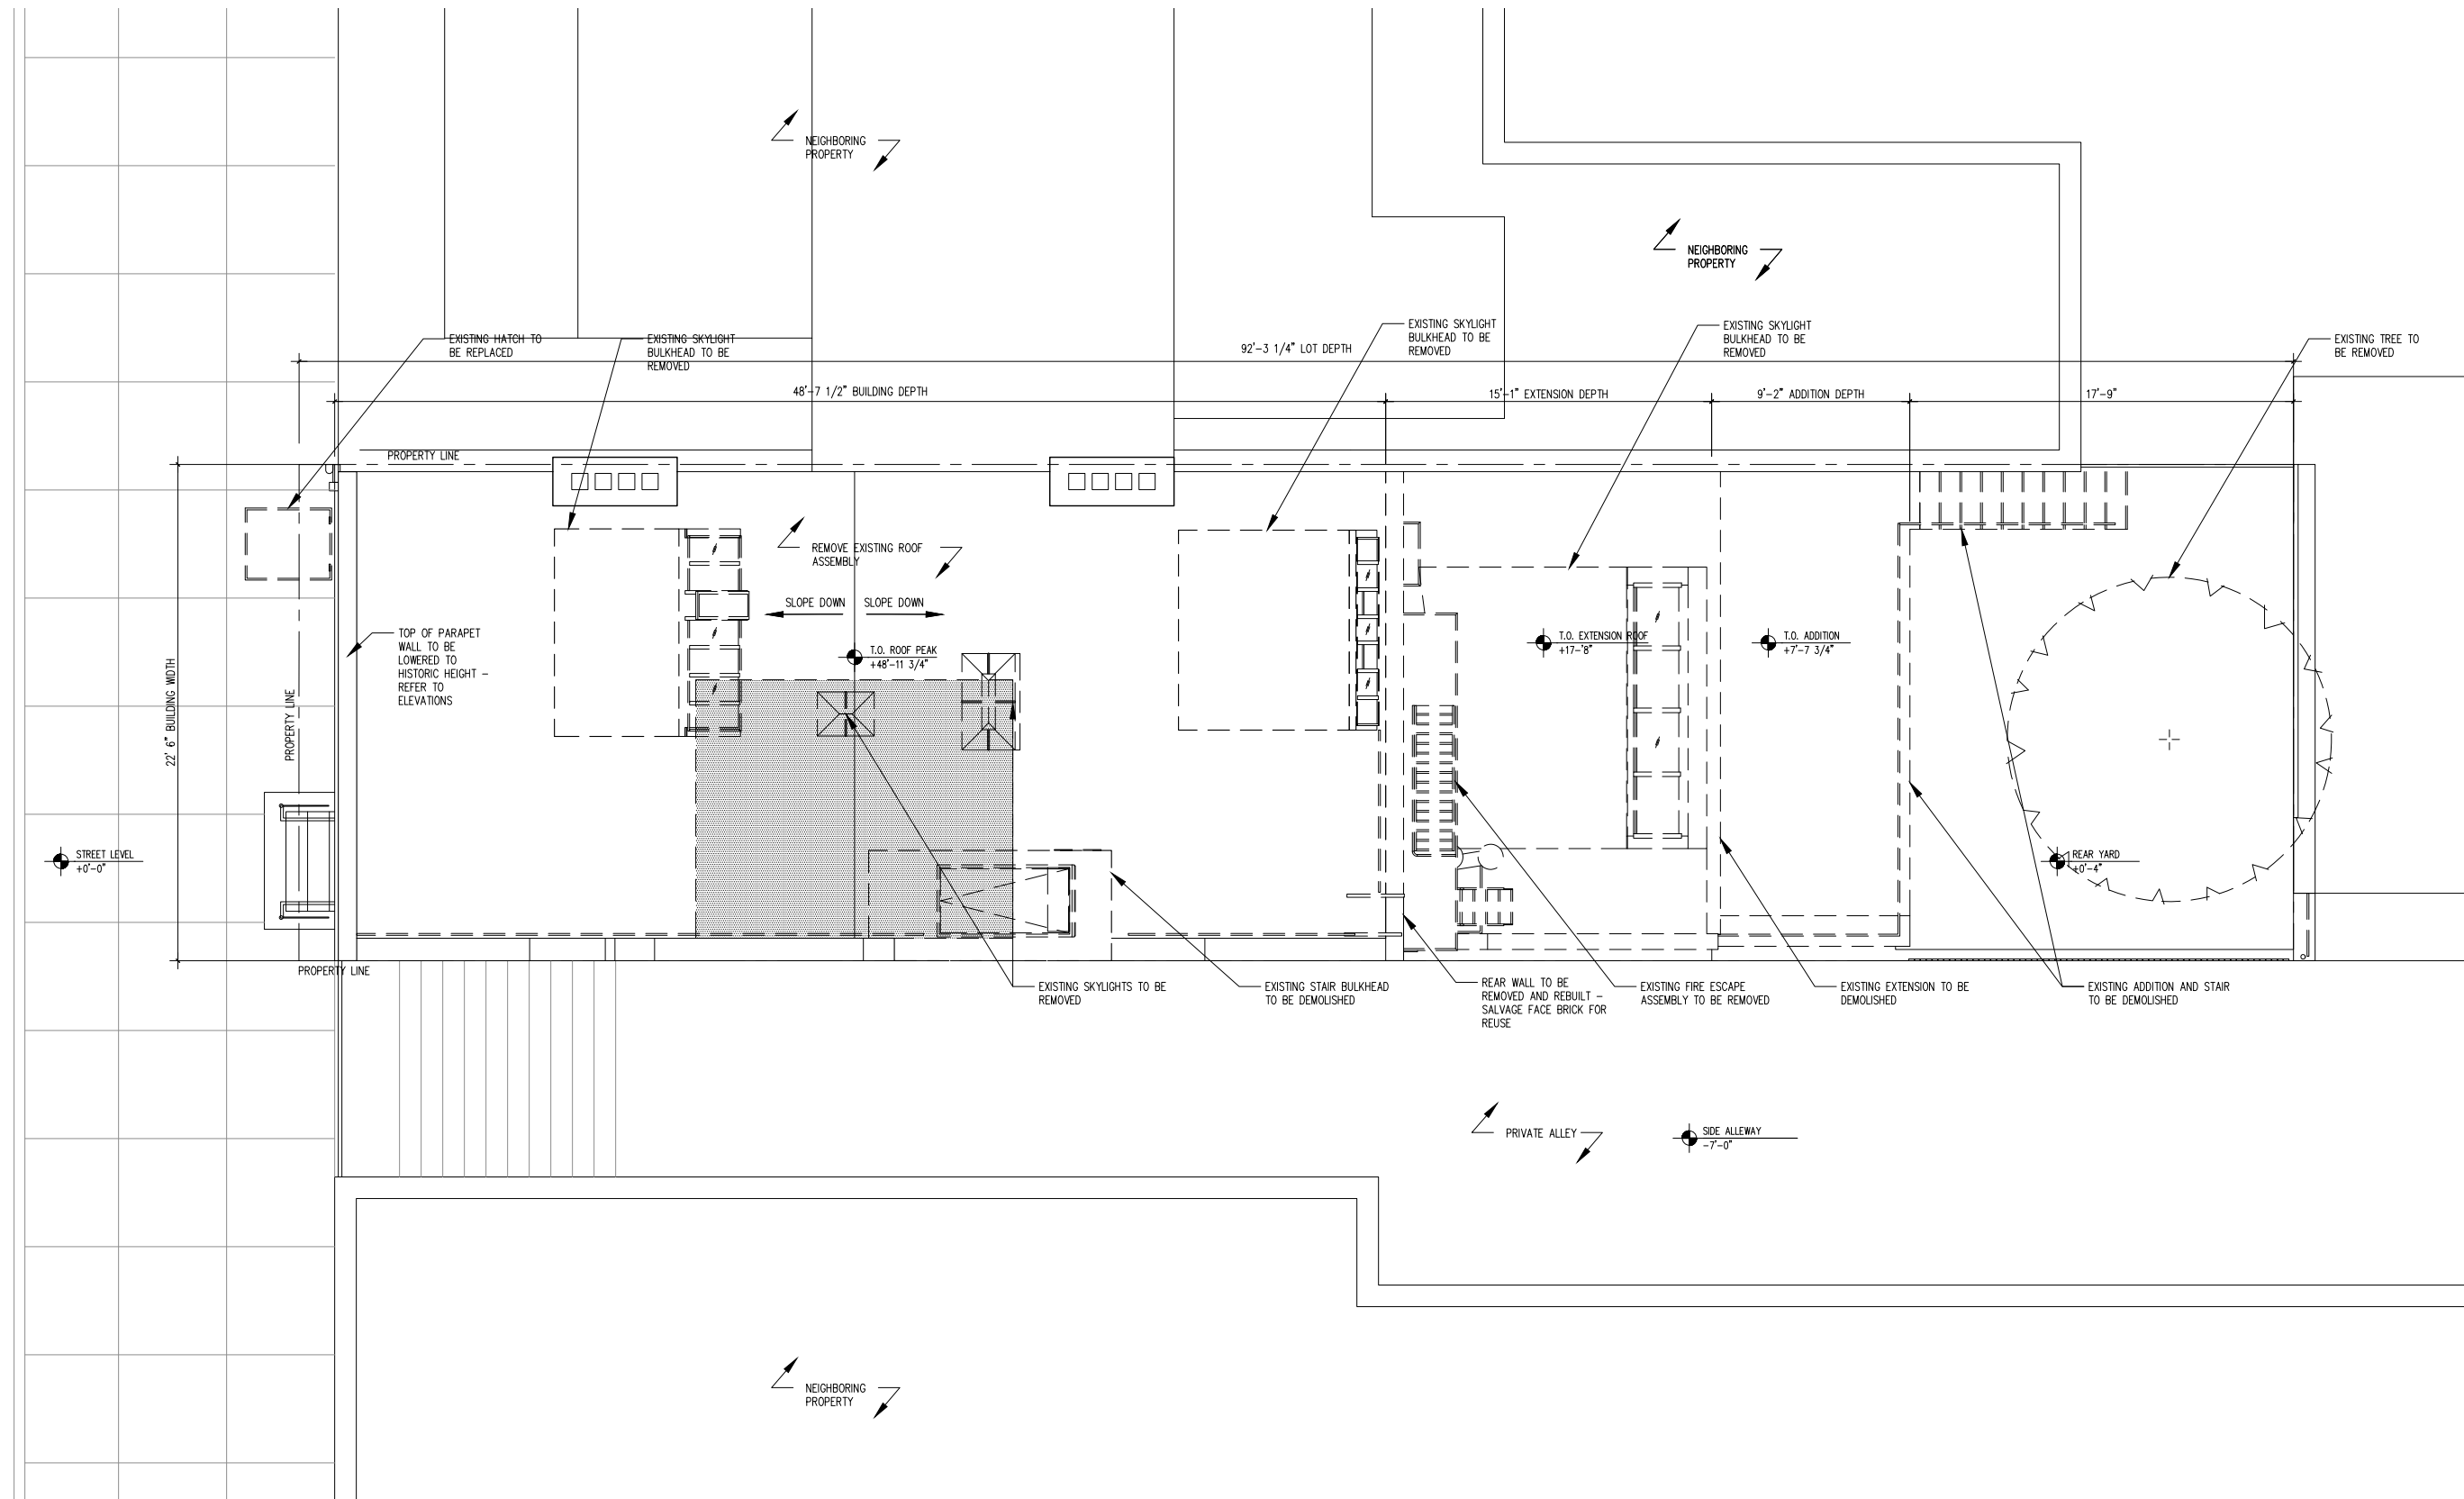 NEIGHBORING
PROPERTY
NEIGHBORING
PROPERTY
EXISTING HATCH TO
BE REPLACED
EXISTING SKYLIGHT
BULKHEAD TO BE
REMOVED
92'-3 1/4" LOT DEPTH
EXISTING SKYLIGHT
BULKHEAD TO BE
REMOVED
EXISTING SKYLIGHT
BULKHEAD TO BE
REMOVED
EXISTING TREE TO
BE REMOVED
48'-7 1/2" BUILDING DEPTH
15'-1" EXTENSION DEPTH
9'-2" ADDITION DEPTH
17'-9"
PROPERTY LINE
REMOVE EXISTING ROOF
ASSEMBLY
SLOPE DOWN
SLOPE DOWN
TOP OF PARAPET
WALL TO BE
LOWERED TO
HISTORIC HEIGHT -
REFER TO
ELEVATIONS
T.O. ROOF PEAK
+48'-11 3/4"
T.O. EXTENSION ROOF
+17-'8"
T.O. ADDITION
+7'-7 3/4"
22' 6" BUILDING WIDTH
PROPERTY LINE
STREET LEVEL
+0'-0"
REAR YARD
+0'-4"
PROPERTY LINE
EXISTING SKYLIGHTS TO BE
REMOVED
EXISTING STAIR BULKHEAD
TO BE DEMOLISHED
REAR WALL TO BE
REMOVED AND REBUILT -
SALVAGE FACE BRICK FOR
REUSE
EXISTING FIRE ESCAPE
ASSEMBLY TO BE REMOVED
EXISTING EXTENSION TO BE
DEMOLISHED
EXISTING ADDITION AND STAIR
TO BE DEMOLISHED
PRIVATE ALLEY
SIDE ALLEWAY
-7'-0"
NEIGHBORING
PROPERTY